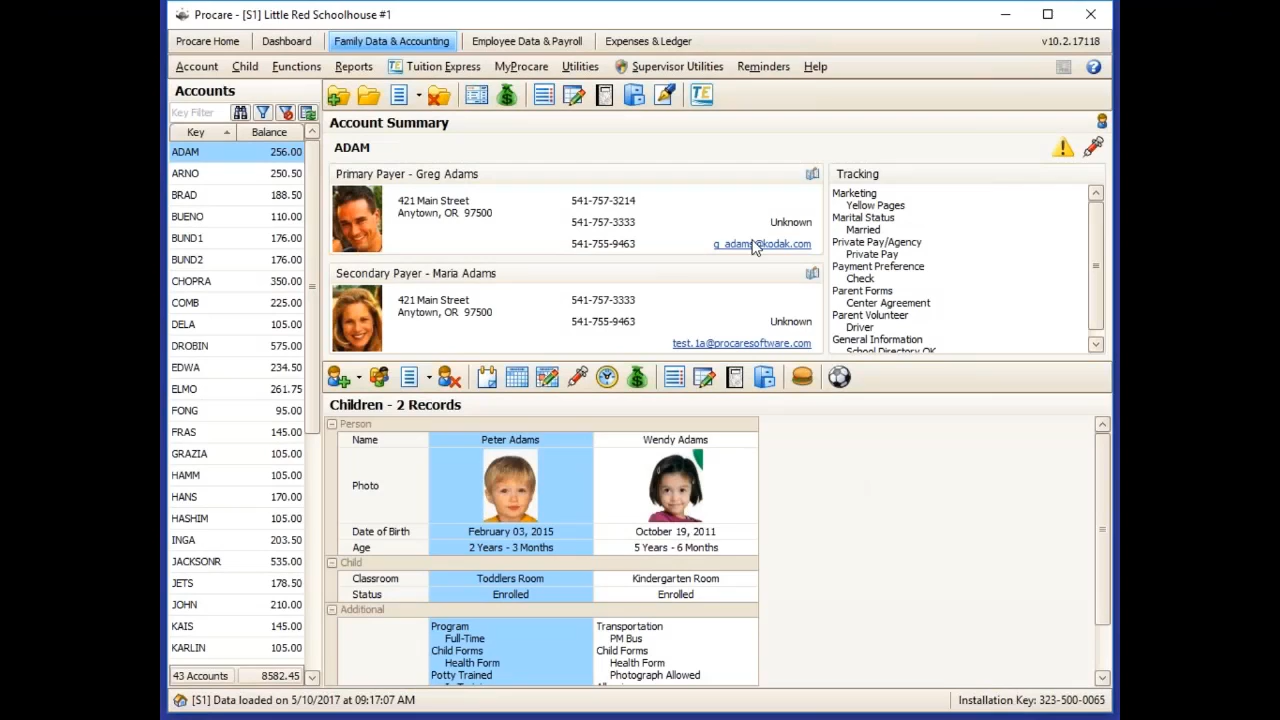 Procare - [S1] Little Red Schoolhouse #1
Procare Home Dashboard Family Data & Accounting Employee Data & Payroll Expenses & Ledger v10.2.17118
Account Child Functions Reports TE Tuition Express MyProcare Utilities Supervisor Utilities Reminders Help
Accounts
Key Filter
Key Balance
ADAM 256.00
ARNO 250.50
BRAD 188.50
BUENO 110.00
BUND1 176.00
BUND2 176.00
CHOPRA 350.00
COMB 225.00
DELA 105.00
DROBIN 575.00
EDWA 234.50
ELMO 261.75
FONG 95.00
FRAS 145.00
GRAZIA 105.00
HAMM 105.00
HANS 170.00
HASHIM 105.00
INGA 203.50
JACKSONR 535.00
JETS 178.50
JOHN 210.00
KAIS 145.00
KARLIN 105.00
43 Accounts 8582.45
TE
Account Summary
ADAM
Primary Payer - Greg Adams
421 Main Street 541-757-3214
Anytown, OR 97500
541-757-3333 Unknown
541-755-9463 g_adams@kodak.com
Secondary Payer - Maria Adams
421 Main Street 541-757-3333
Anytown, OR 97500
541-755-9463 Unknown
test.1a@procaresoftware.com
Tracking
Marketing
Yellow Pages
Marital Status
Married
Private Pay/Agency
Private Pay
Payment Preference
Check
Parent Forms
Center Agreement
Parent Volunteer
Driver
General Information
School Directory OK
Children - 2 Records
Person
Name Peter Adams Wendy Adams
Photo
Date of Birth February 03, 2015 October 19, 2011
Age 2 Years - 3 Months 5 Years - 6 Months
Child
Classroom Toddlers Room Kindergarten Room
Status Enrolled Enrolled
Additional
Program Transportation
Full-Time PM Bus
Child Forms Child Forms
Health Form Health Form
Potty Trained Photograph Allowed
[S1] Data loaded on 5/10/2017 at 09:17:07 AM Installation Key: 323-500-0065